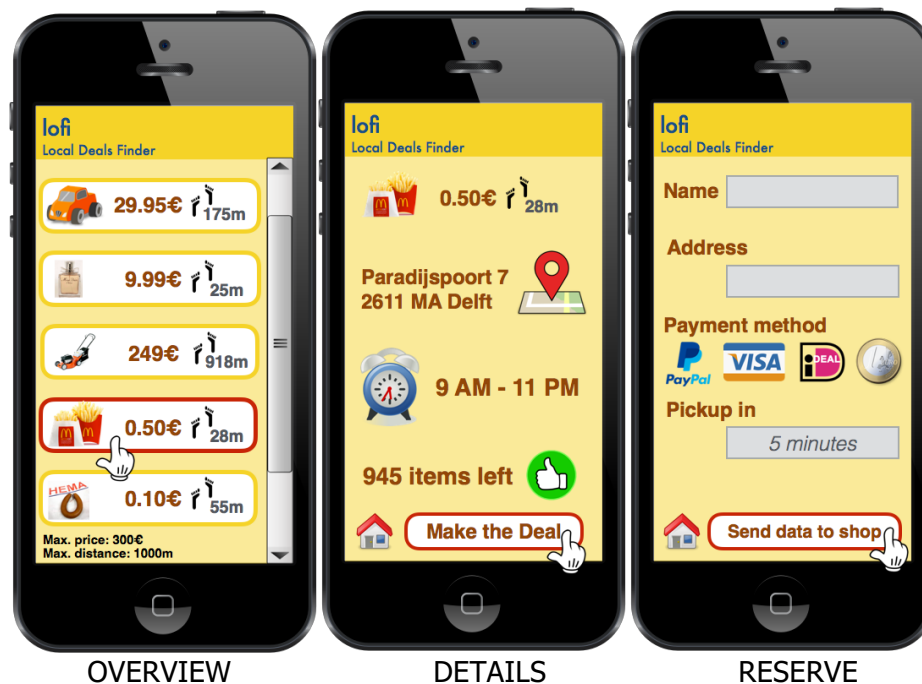 lofi
Local Deals Finder
29.95€ 175m
9.99€ 25m
249€ 918m
M M
0.50€ 28m
HEMA
0.10€ 55m
Max. price: 300€
Max. distance: 1000m
OVERVIEW
lofi
Local Deals Finder
M M
0.50€ 28m
Paradijspoort 7
2611 MA Delft
9 AM - 11 PM
945 items left
Make the Deal
DETAILS
lofi
Local Deals Finder
Name
Address
Payment method
PayPal VISA iDEAL
Pickup in
5 minutes
Send data to shop
RESERVE